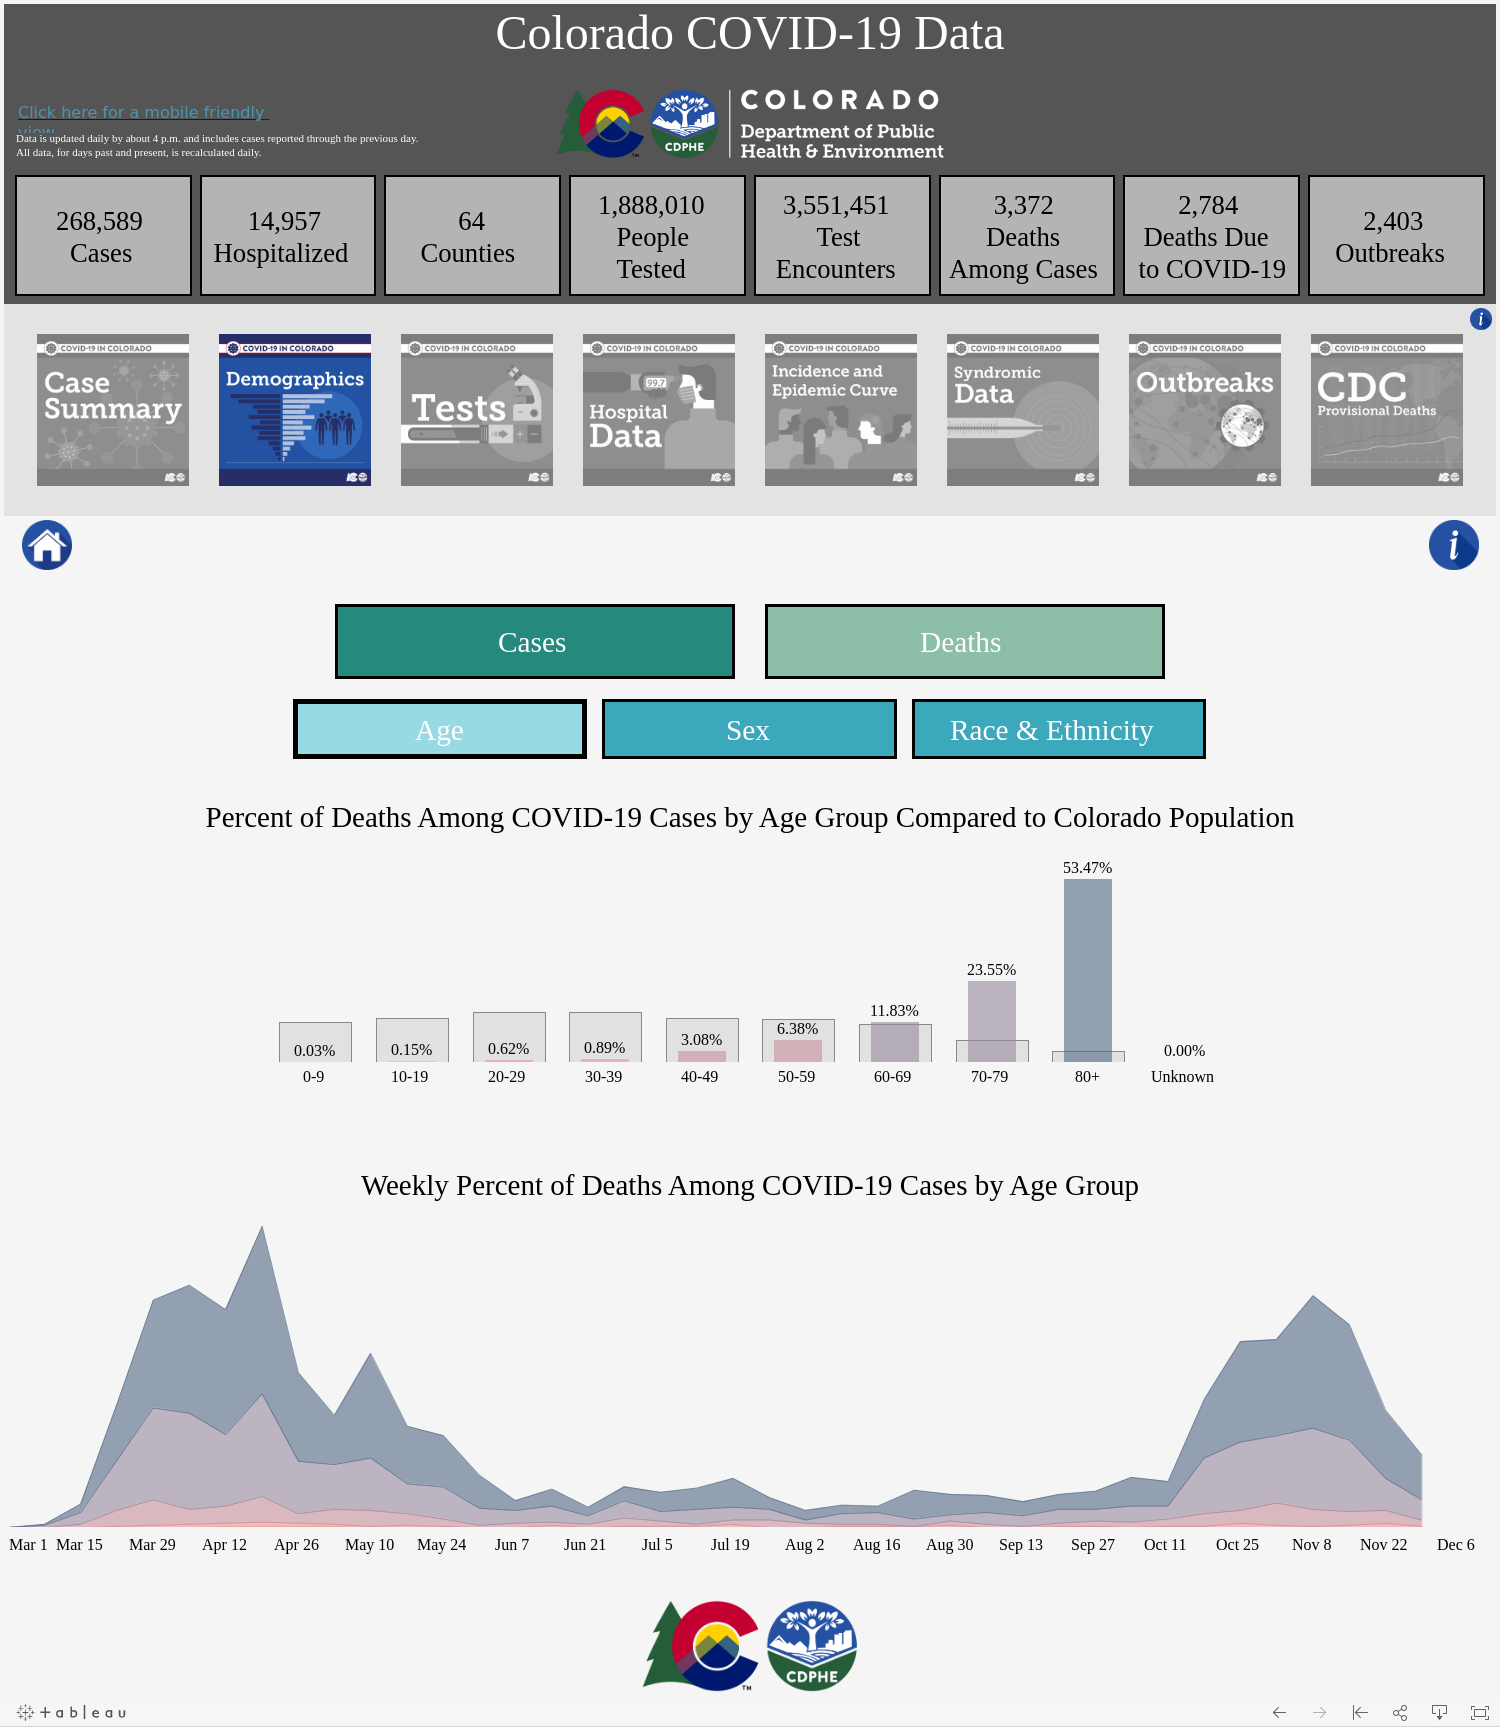 Colorado COVID-19 Data
Click here for a mobile friendly
view
Data is updated daily by about 4 p.m. and includes cases reported through the previous day.
All data, for days past and present, is recalculated daily.
COLORADO
Department of Public
Health & Environment
CDPHE
TM
268,589
Cases
14,957
Hospitalized
64
Counties
1,888,010
People
Tested
3,551,451
Test
Encounters
3,372
Deaths
Among Cases
2,784
Deaths Due
to COVID-19
2,403
Outbreaks
i
COVID-19 IN COLORADO
Case
Summary
COVID-19 IN COLORADO
Demographics
COVID-19 IN COLORADO
Tests
COVID-19 IN COLORADO
99.7
Hospital
Data
COVID-19 IN COLORADO
Incidence and
Epidemic Curve
COVID-19 IN COLORADO
Syndromic
Data
COVID-19 IN COLORADO
Outbreaks
COVID-19 IN COLORADO
CDC
Provisional Deaths
i
Cases
Deaths
Age
Sex
Race & Ethnicity
Percent of Deaths Among COVID-19 Cases by Age Group Compared to Colorado Population
0.03%
0.15%
0.62%
0.89%
3.08%
6.38%
11.83%
23.55%
53.47%
0.00%
0-9
10-19
20-29
30-39
40-49
50-59
60-69
70-79
80+
Unknown
Weekly Percent of Deaths Among COVID-19 Cases by Age Group
Mar 1
Mar 15
Mar 29
Apr 12
Apr 26
May 10
May 24
Jun 7
Jun 21
Jul 5
Jul 19
Aug 2
Aug 16
Aug 30
Sep 13
Sep 27
Oct 11
Oct 25
Nov 8
Nov 22
Dec 6
TM
CDPHE
+ableau